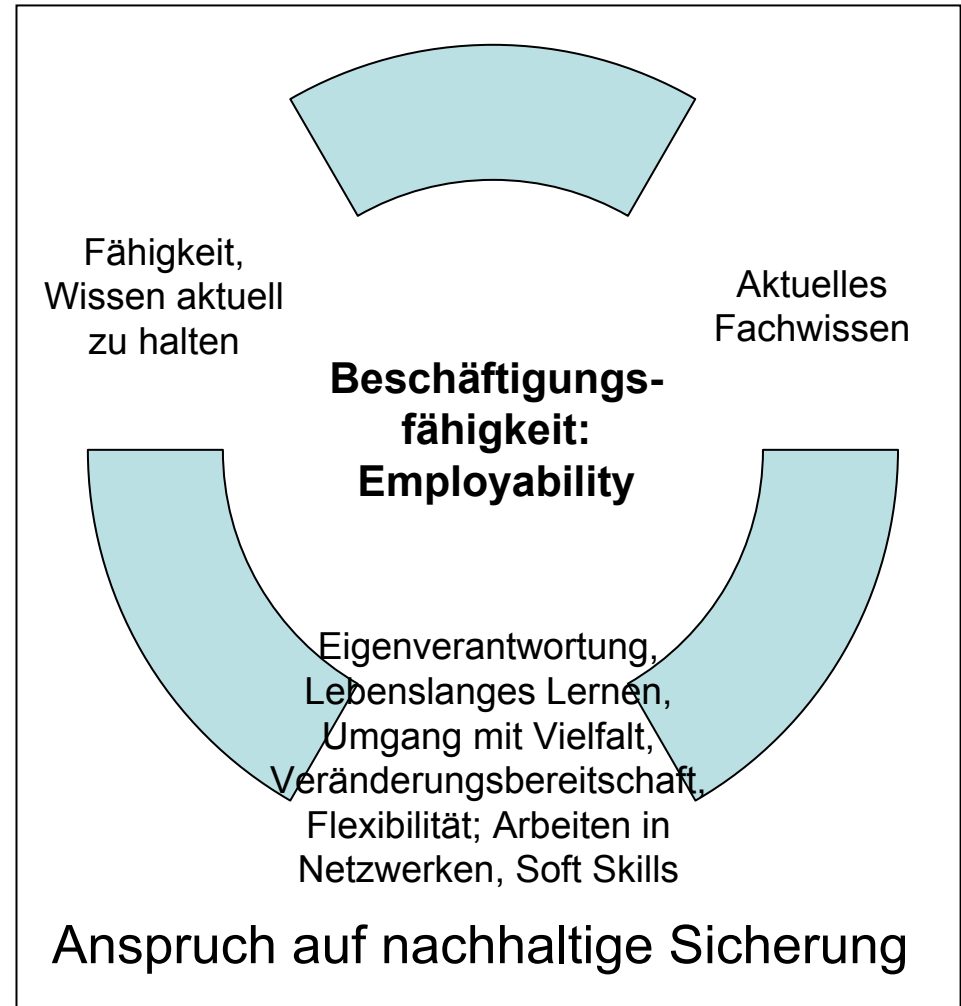 Fähigkeit,
Wissen aktuell
zu halten
Aktuelles
Fachwissen
Beschäftigungs-
fähigkeit:
Employability
Eigenverantwortung,
Lebenslanges Lernen,
Umgang mit Vielfalt,
Veränderungsbereitschaft,
Flexibilität; Arbeiten in
Netzwerken, Soft Skills
Anspruch auf nachhaltige Sicherung